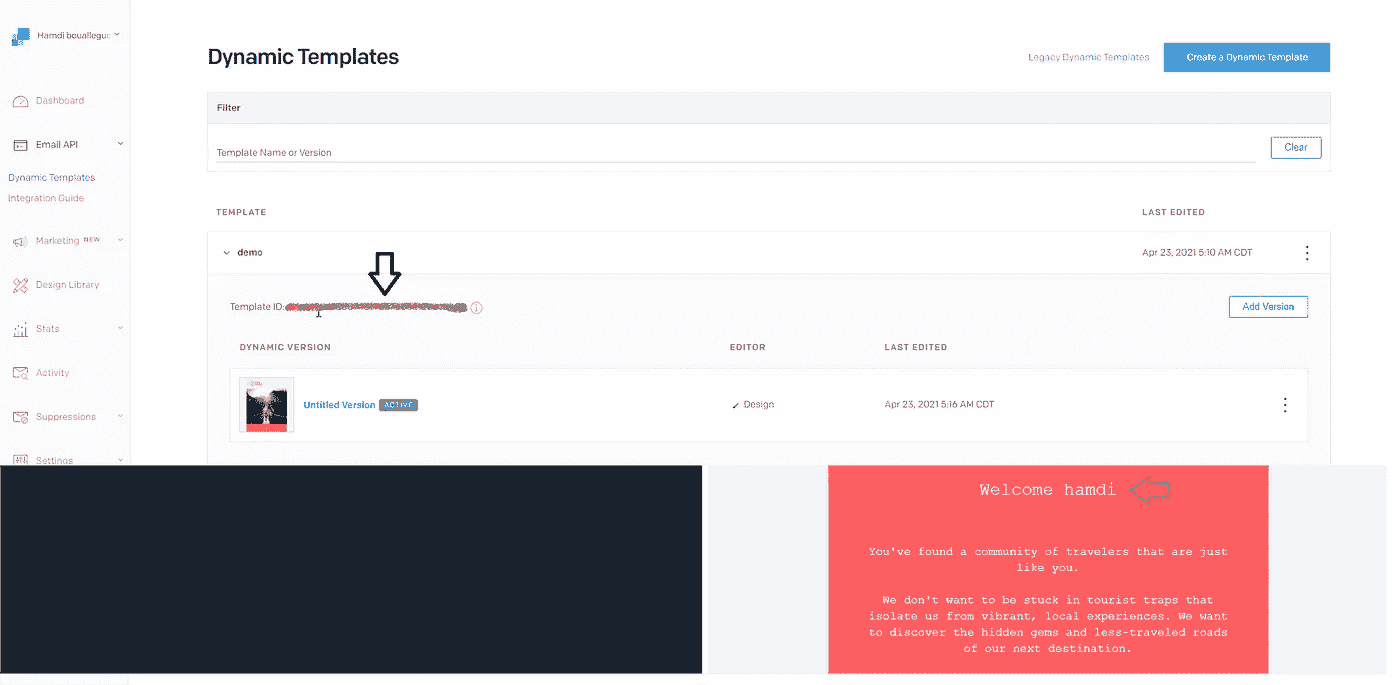 Hamdi bouallegue
Dynamic Templates
Legacy Dynamic Templates
Create a Dynamic Template
Dashboard
Filter
Email API
Template Name or Version
Clear
Dynamic Templates
Integration Guide
TEMPLATE
LAST EDITED
Marketing NEW
demo
Apr 23, 2021 5:10 AM CDT
Design Library
Template ID:
Add Version
Stats
DYNAMIC VERSION
EDITOR
LAST EDITED
Activity
Untitled Version ACTIVE
Design
Apr 23, 2021 5:16 AM CDT
Suppressions
Settings
Welcome hamdi
You've found a community of travelers that are just
like you.
We don't want to be stuck in tourist traps that
isolate us from vibrant, local experiences. We want
to discover the hidden gems and less-traveled roads
of our next destination.